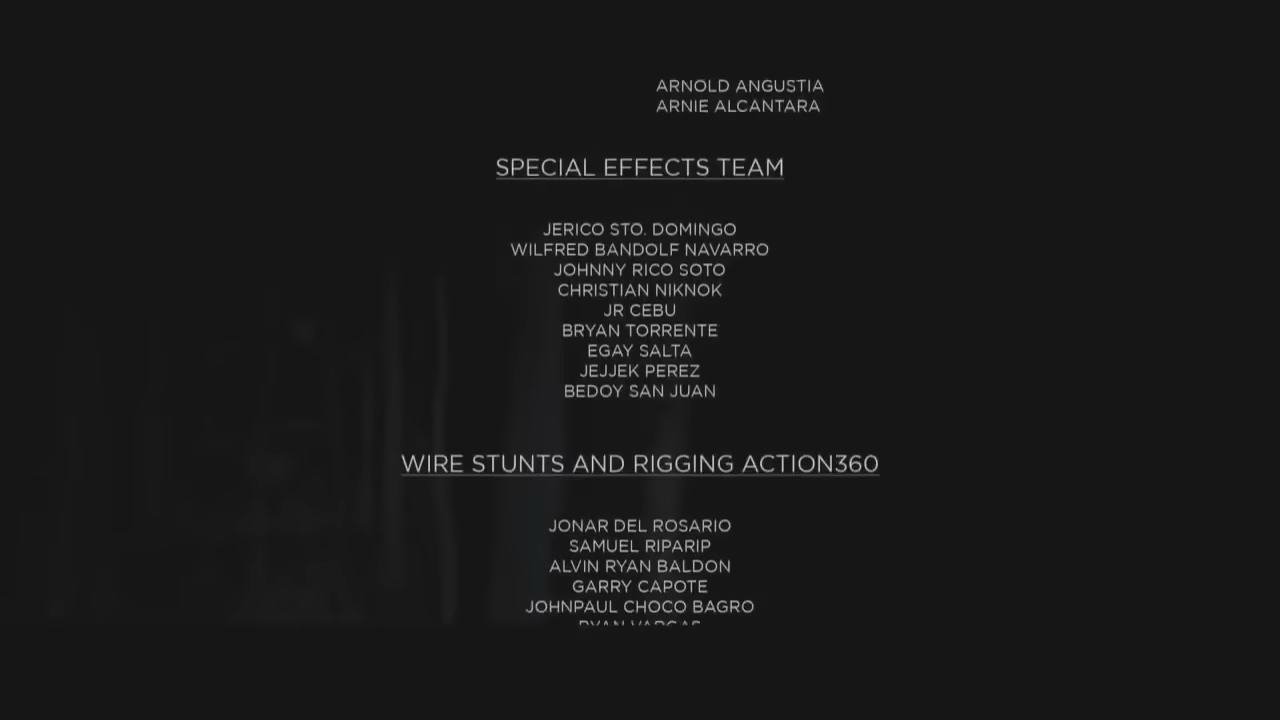 ARNOLD ANGUSTIA
ARNIE ALCANTARA
SPECIAL EFFECTS TEAM
JERICO STO. DOMINGO
WILFRED BANDOLF NAVARRO
JOHNNY RICO SOTO
CHRISTIAN NIKNOK
JR CEBU
BRYAN TORRENTE
EGAY SALTA
JEJJEK PEREZ
BEDOY SAN JUAN
WIRE STUNTS AND RIGGING ACTION360
JONAR DEL ROSARIO
SAMUEL RIPARIP
ALVIN RYAN BALDON
GARRY CAPOTE
JOHNPAUL CHOCO BAGRO